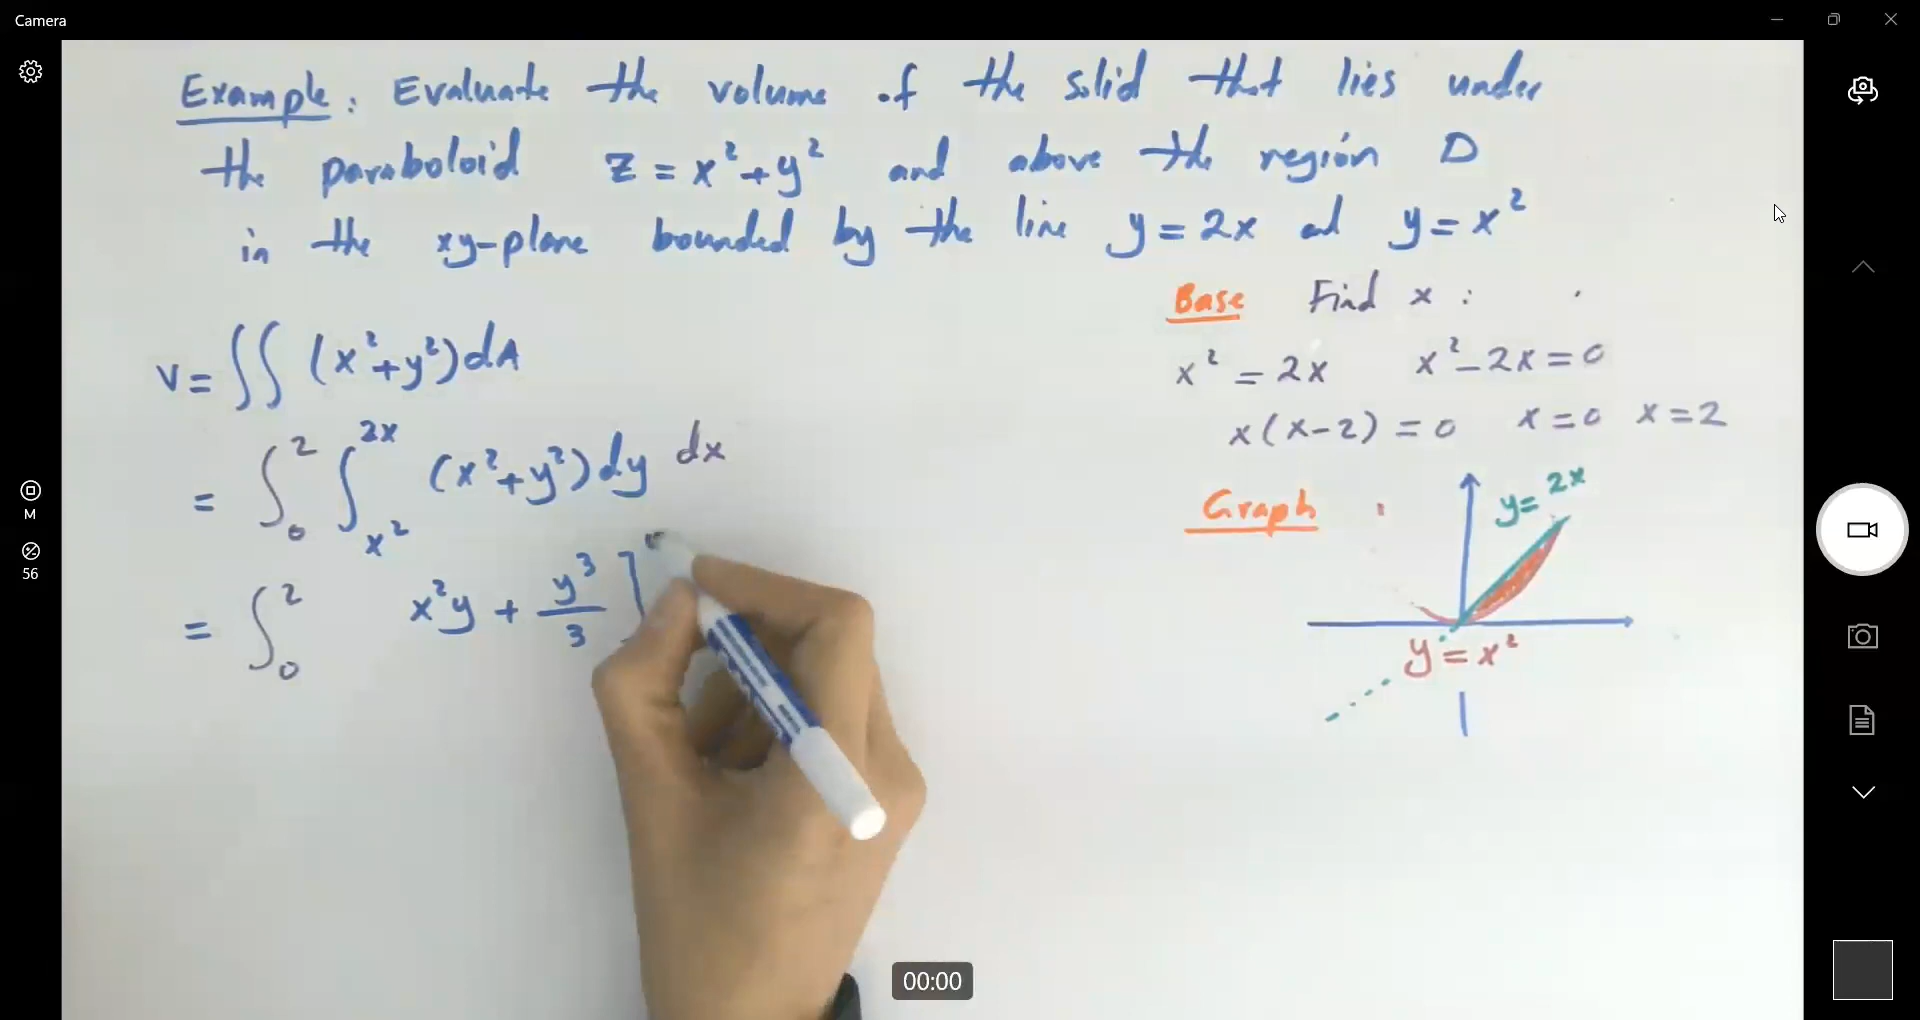 Camera
Example: Evaluate the volume of the solid that lies under
the paraboloid z = x² + y² and above the region D
in the xy-plane bounded by the line y = 2x and y = x²
Base Find x :
x² = 2x x² - 2x = 0
x(x-2) = 0 x = 0 x = 2
Graph :
y = 2x
y = x²
V = ∬ (x² + y²) dA
= ∫₀² ∫_{x²}^{2x} (x² + y²) dy dx
= ∫₀² x²y + y³/3 ]
M
56
00:00